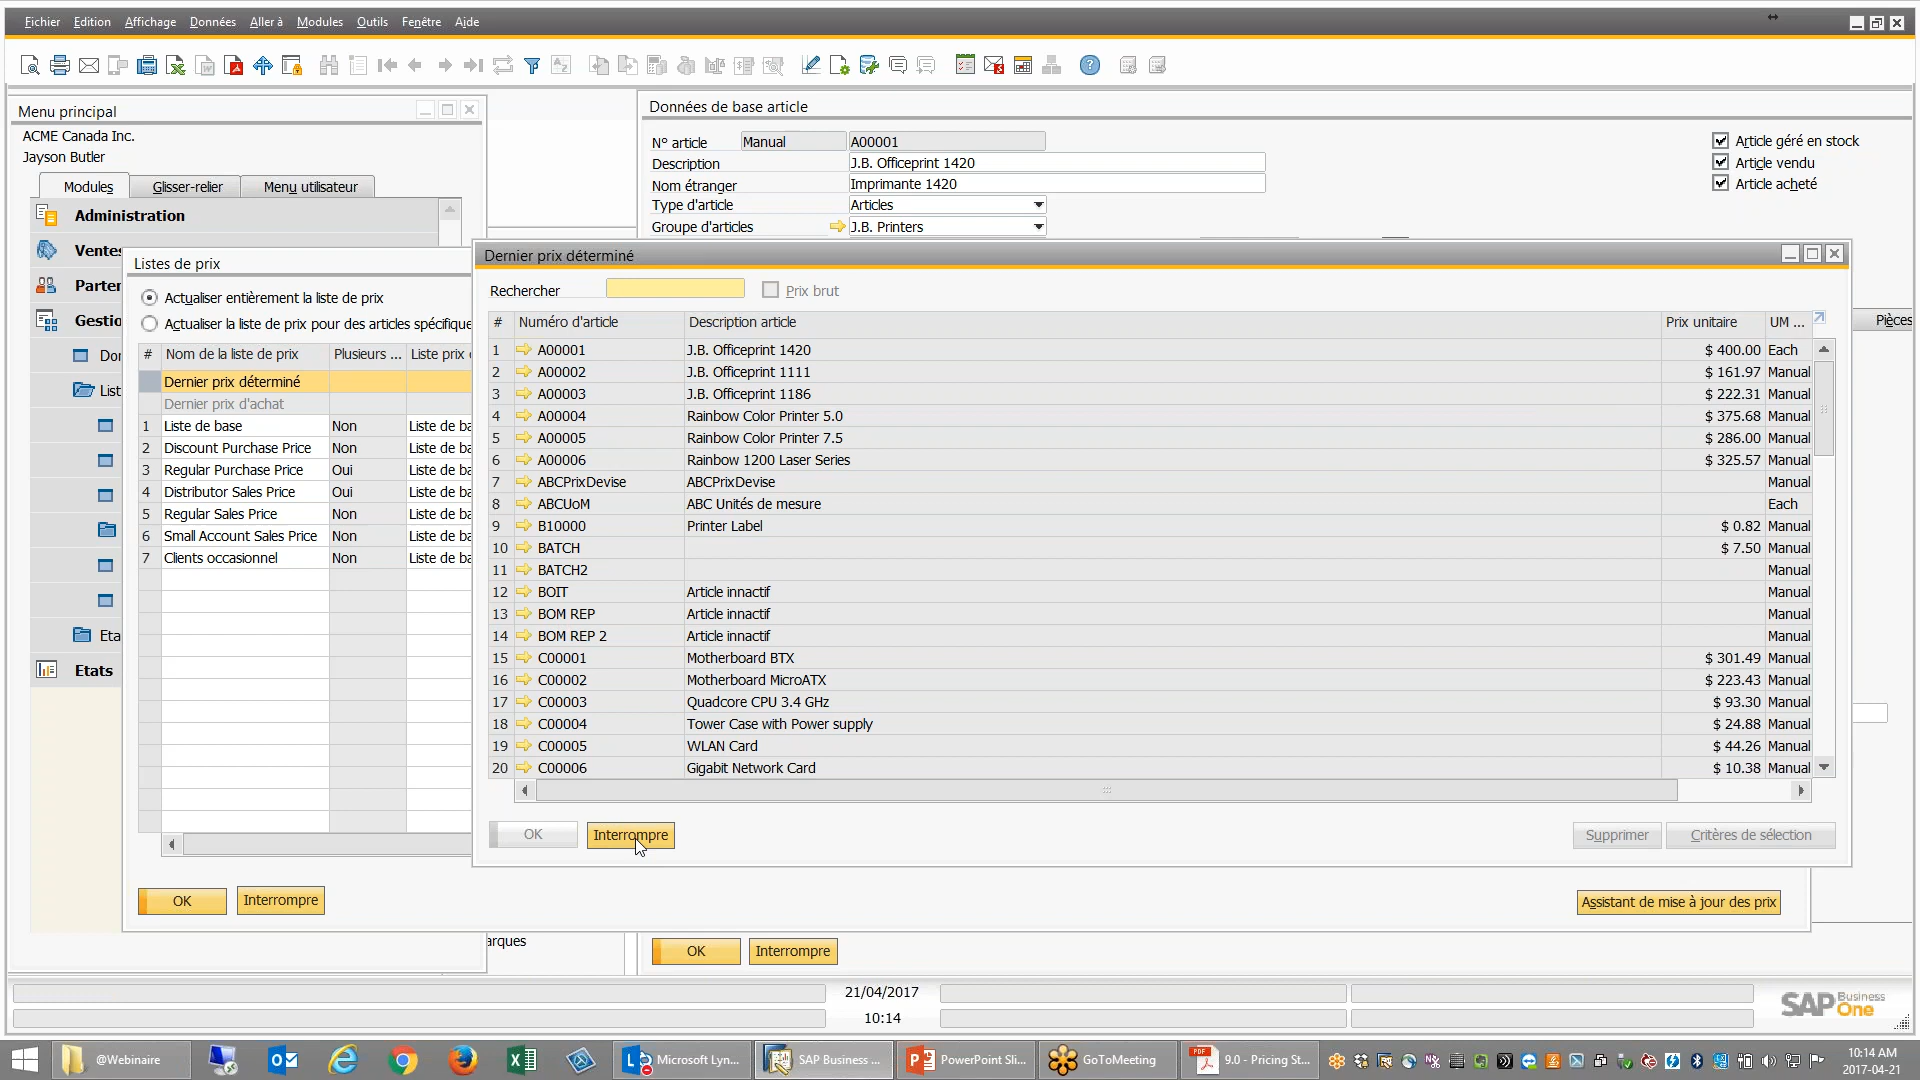 Fichier Edition Affichage Données Aller à Modules Outils Fenêtre Aide
Menu principal
ACME Canada Inc.
Jayson Butler
Modules Glisser-relier Menu utilisateur
Administration
Ventes
Parten
Gestio
Don
List
Eta
Etats
Données de base article
N° article Manual A00001
Description J.B. Officeprint 1420
Nom étranger Imprimante 1420
Type d'article Articles
Groupe d'articles J.B. Printers
Article géré en stock
Article vendu
Article acheté
Pièces
Listes de prix
Actualiser entièrement la liste de prix
Actualiser la liste de prix pour des articles spécifique
# Nom de la liste de prix Plusieurs ... Liste prix d
Dernier prix déterminé
Dernier prix d'achat
1 Liste de base Non Liste de ba
2 Discount Purchase Price Non Liste de ba
3 Regular Purchase Price Oui Liste de ba
4 Distributor Sales Price Oui Liste de ba
5 Regular Sales Price Non Liste de ba
6 Small Account Sales Price Non Liste de ba
7 Clients occasionnel Non Liste de ba
OK Interrompre
Assistant de mise à jour des prix
Dernier prix déterminé
Rechercher Prix brut
# Numéro d'article Description article Prix unitaire UM ...
1 A00001 J.B. Officeprint 1420 $ 400.00 Each
2 A00002 J.B. Officeprint 1111 $ 161.97 Manual
3 A00003 J.B. Officeprint 1186 $ 222.31 Manual
4 A00004 Rainbow Color Printer 5.0 $ 375.68 Manual
5 A00005 Rainbow Color Printer 7.5 $ 286.00 Manual
6 A00006 Rainbow 1200 Laser Series $ 325.57 Manual
7 ABCPrixDevise ABCPrixDevise Manual
8 ABCUoM ABC Unités de mesure Each
9 B10000 Printer Label $ 0.82 Manual
10 BATCH $ 7.50 Manual
11 BATCH2 Manual
12 BOIT Article innactif Manual
13 BOM REP Article innactif Manual
14 BOM REP 2 Article innactif Manual
15 C00001 Motherboard BTX $ 301.49 Manual
16 C00002 Motherboard MicroATX $ 223.43 Manual
17 C00003 Quadcore CPU 3.4 GHz $ 93.30 Manual
18 C00004 Tower Case with Power supply $ 24.88 Manual
19 C00005 WLAN Card $ 44.26 Manual
20 C00006 Gigabit Network Card $ 10.38 Manual
OK Interrompre Supprimer Critères de sélection
arques
OK Interrompre
21/04/2017
10:14
SAP Business One
@Webinaire Microsoft Lyn... SAP Business ... PowerPoint Sli... GoToMeeting 9.0 - Pricing St...
10:14 AM
2017-04-21